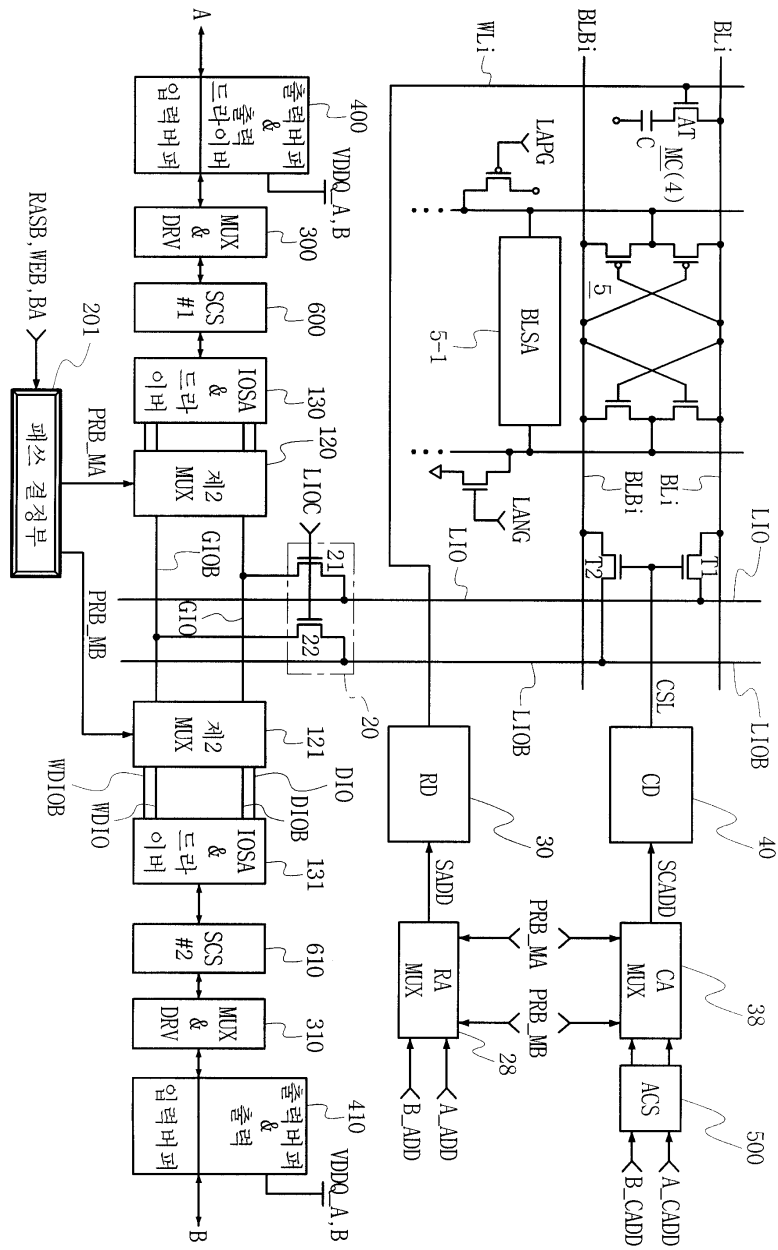 LIO
LIOB
40
38
500
BLi
BLi
T1
CSL
CD
SCADD
CA
MUX
ACS
A_CADD
B_CADD
AT
C
MC(4)
5
BLBi
BLBi
T2
PRB_MA
PRB_MB
WLi
LAPG
BLSA
5-1
LANG
LIO
LIOB
RD
30
SADD
RA
MUX
28
A_ADD
B_ADD
LIOC
21
22
20
400
VDDQ_A,B
300
600
130
120
GIOB
GIO
121
DIO
DIOB
131
610
310
410
VDDQ_A,B
A
출력버퍼
&
출력
드라이버
입력버퍼
MUX
&
DRV
SCS
#1
IOSA
&
드라
이버
제2
MUX
제2
MUX
WDIO
WDIOB
IOSA
&
드라
이버
SCS
#2
MUX
&
DRV
출력버퍼
&
출력
입력버퍼
B
RASB,WEB,BA
201
PRB_MA
PRB_MB
패쓰 결정부